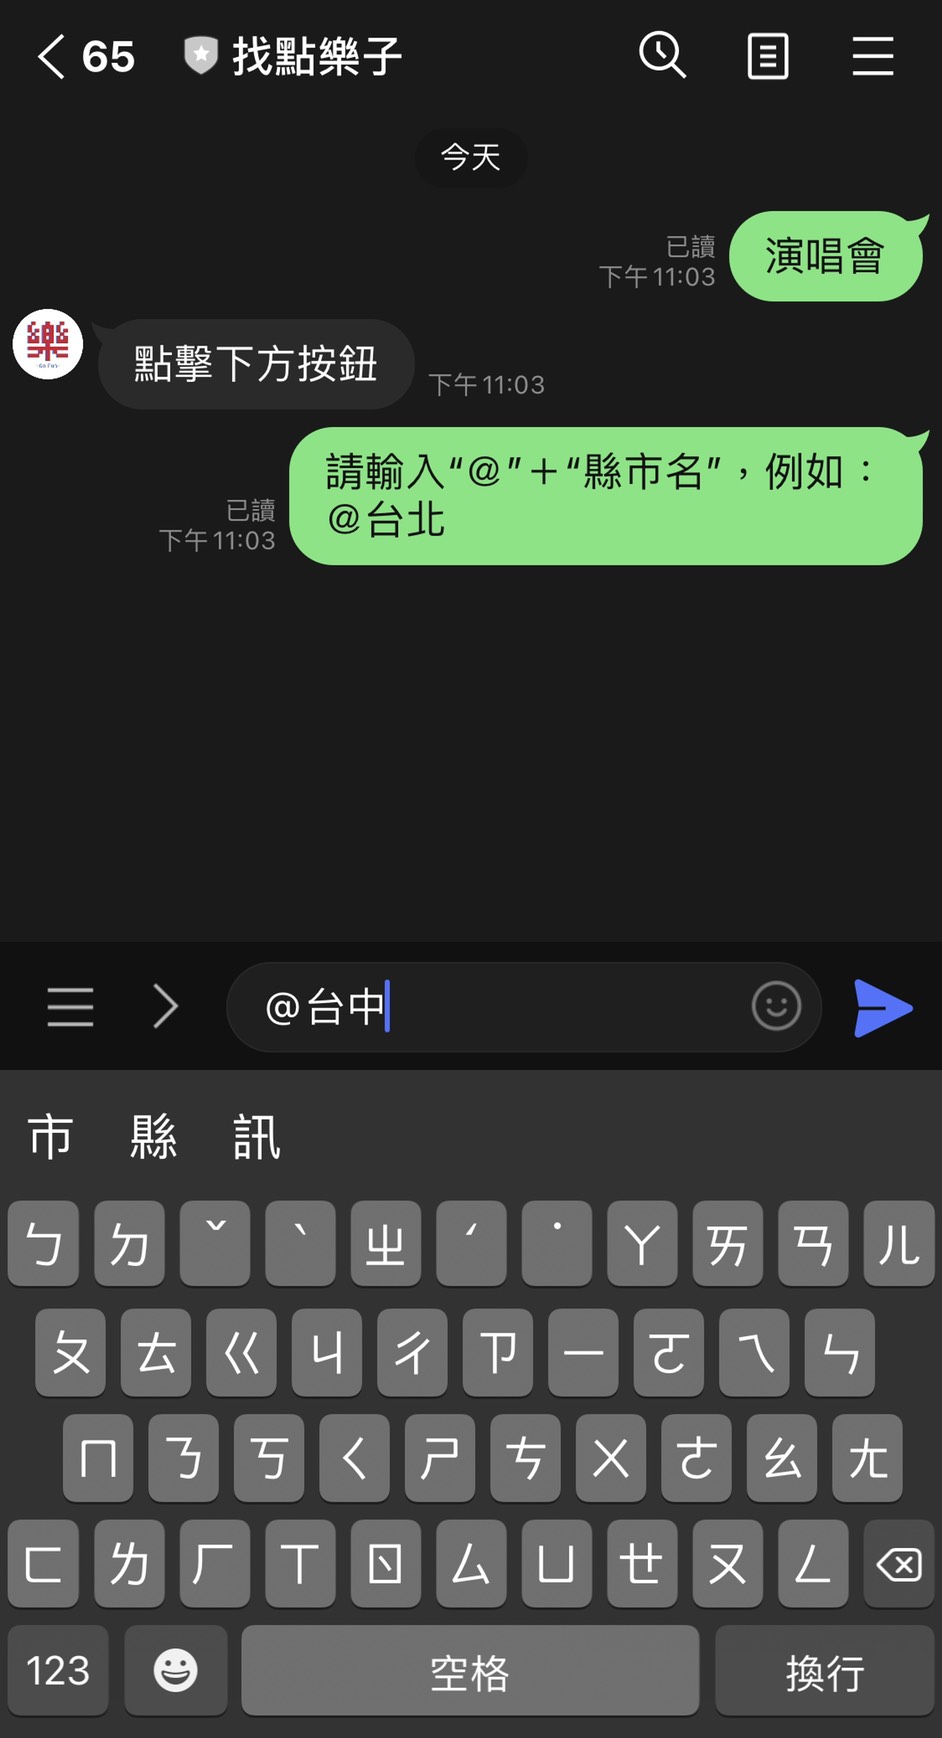 65 找點樂子
今天
演唱會
已讀
下午 11:03
樂
點擊下方按鈕
下午 11:03
請輸入“@”＋“縣市名”，例如：
@台北
已讀
下午 11:03
@台中
市 縣 訊
ㄅ ㄉ ˇ ˋ ㄓ ˊ ˙ ㄚ ㄞ ㄢ ㄦ
ㄆ ㄊ ㄍ ㄐ ㄔ ㄗ ㄧ ㄛ ㄟ ㄣ
ㄇ ㄋ ㄎ ㄑ ㄕ ㄘ ㄨ ㄜ ㄠ ㄤ
ㄈ ㄌ ㄏ ㄒ ㄖ ㄙ ㄩ ㄝ ㄡ ㄥ
123 空格 換行